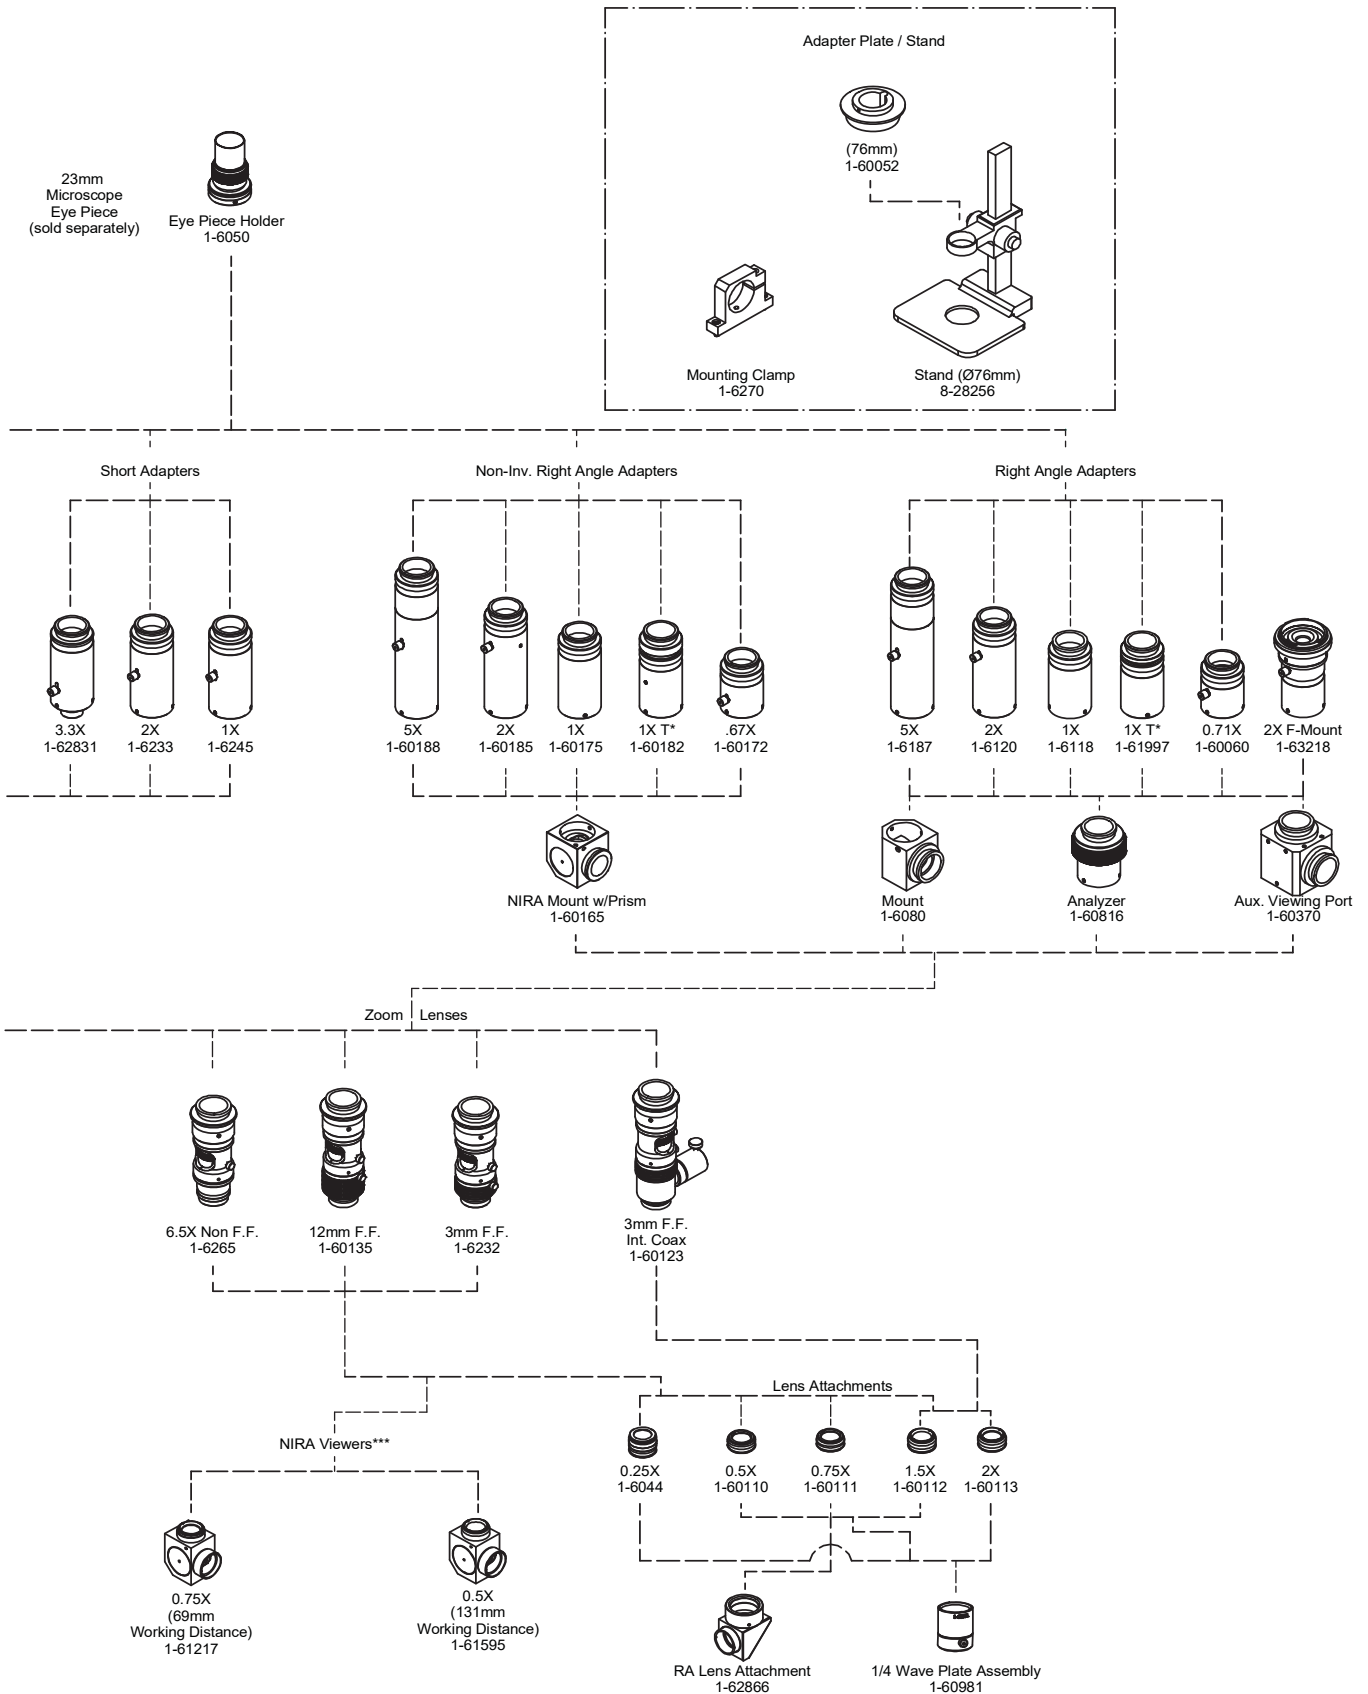 Adapter Plate / Stand
(76mm)
1-60052
23mm
Microscope
Eye Piece
(sold separately)
Eye Piece Holder
1-6050
Mounting Clamp
1-6270
Stand (Ø76mm)
8-28256
Short Adapters
Non-Inv. Right Angle Adapters
Right Angle Adapters
3.3X
1-62831
2X
1-6233
1X
1-6245
5X
1-60188
2X
1-60185
1X
1-60175
1X T*
1-60182
.67X
1-60172
5X
1-6187
2X
1-6120
1X
1-6118
1X T*
1-61997
0.71X
1-60060
2X F-Mount
1-63218
NIRA Mount w/Prism
1-60165
Mount
1-6080
Analyzer
1-60816
Aux. Viewing Port
1-60370
Zoom Lenses
6.5X Non F.F.
1-6265
12mm F.F.
1-60135
3mm F.F.
1-6232
3mm F.F.
Int. Coax
1-60123
Lens Attachments
NIRA Viewers***
0.25X
1-6044
0.5X
1-60110
0.75X
1-60111
1.5X
1-60112
2X
1-60113
0.75X
(69mm
Working Distance)
1-61217
0.5X
(131mm
Working Distance)
1-61595
RA Lens Attachment
1-62866
1/4 Wave Plate Assembly
1-60981